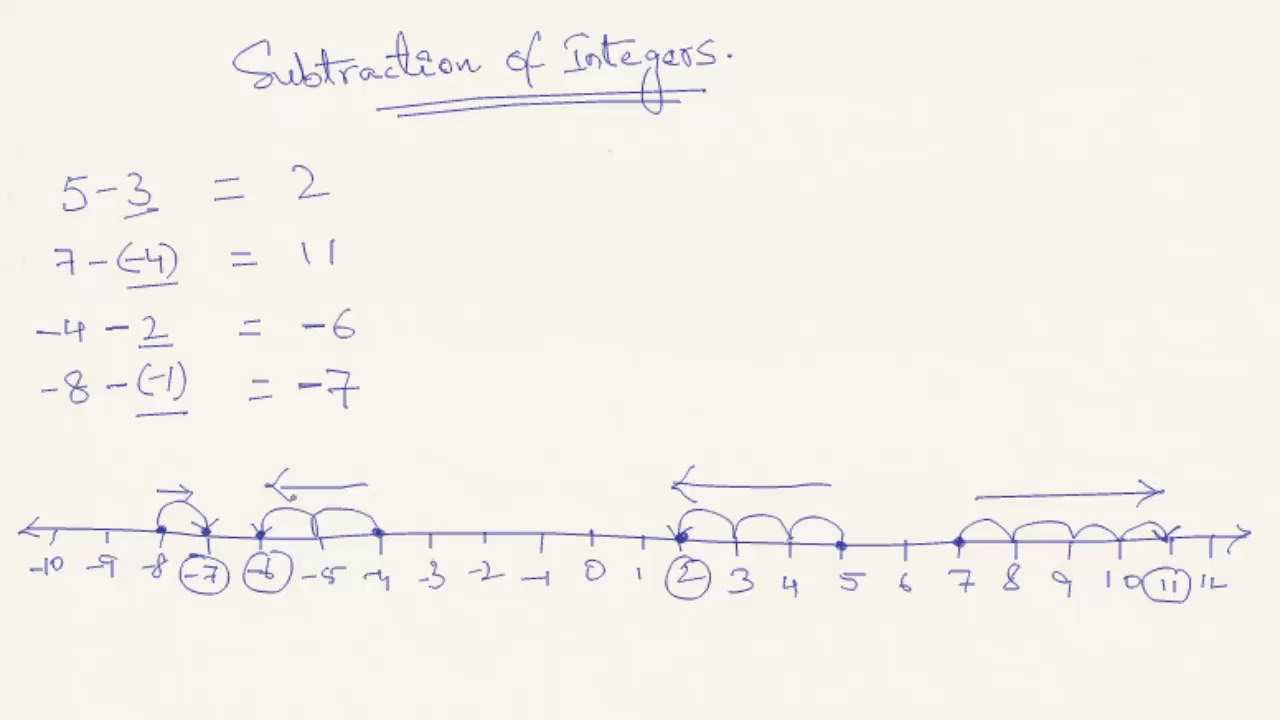 Subtraction of Integers.
5 - 3 = 2
7 - (-4) = 11
-4 - 2 = -6
-8 - (-1) = -7
-10 -9 -8 -7 -6 -5 -4 -3 -2 -1 0 1 2 3 4 5 6 7 8 9 10 11 12